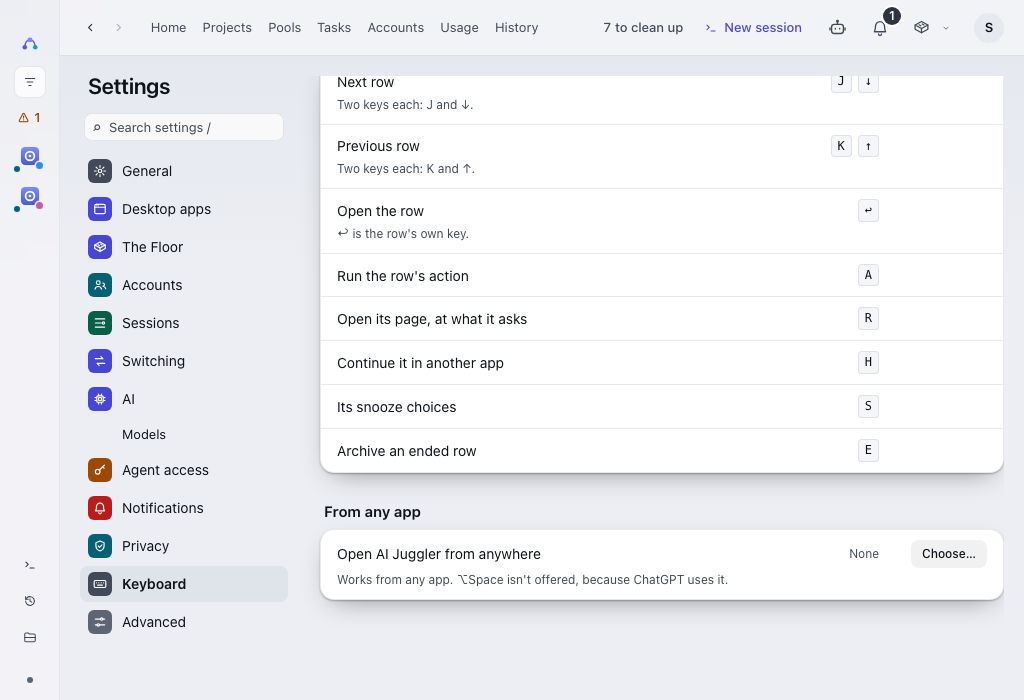 Home Projects Pools Tasks Accounts Usage History 7 to clean up New session 1 S
1
Settings
Search settings /
General
Desktop apps
The Floor
Accounts
Sessions
Switching
AI
Models
Agent access
Notifications
Privacy
Keyboard
Advanced
Next row J ↓
Two keys each: J and ↓.
Previous row K ↑
Two keys each: K and ↑.
Open the row ↩
↩ is the row's own key.
Run the row's action A
Open its page, at what it asks R
Continue it in another app H
Its snooze choices S
Archive an ended row E
From any app
Open AI Juggler from anywhere None Choose...
Works from any app. ⌥Space isn't offered, because ChatGPT uses it.